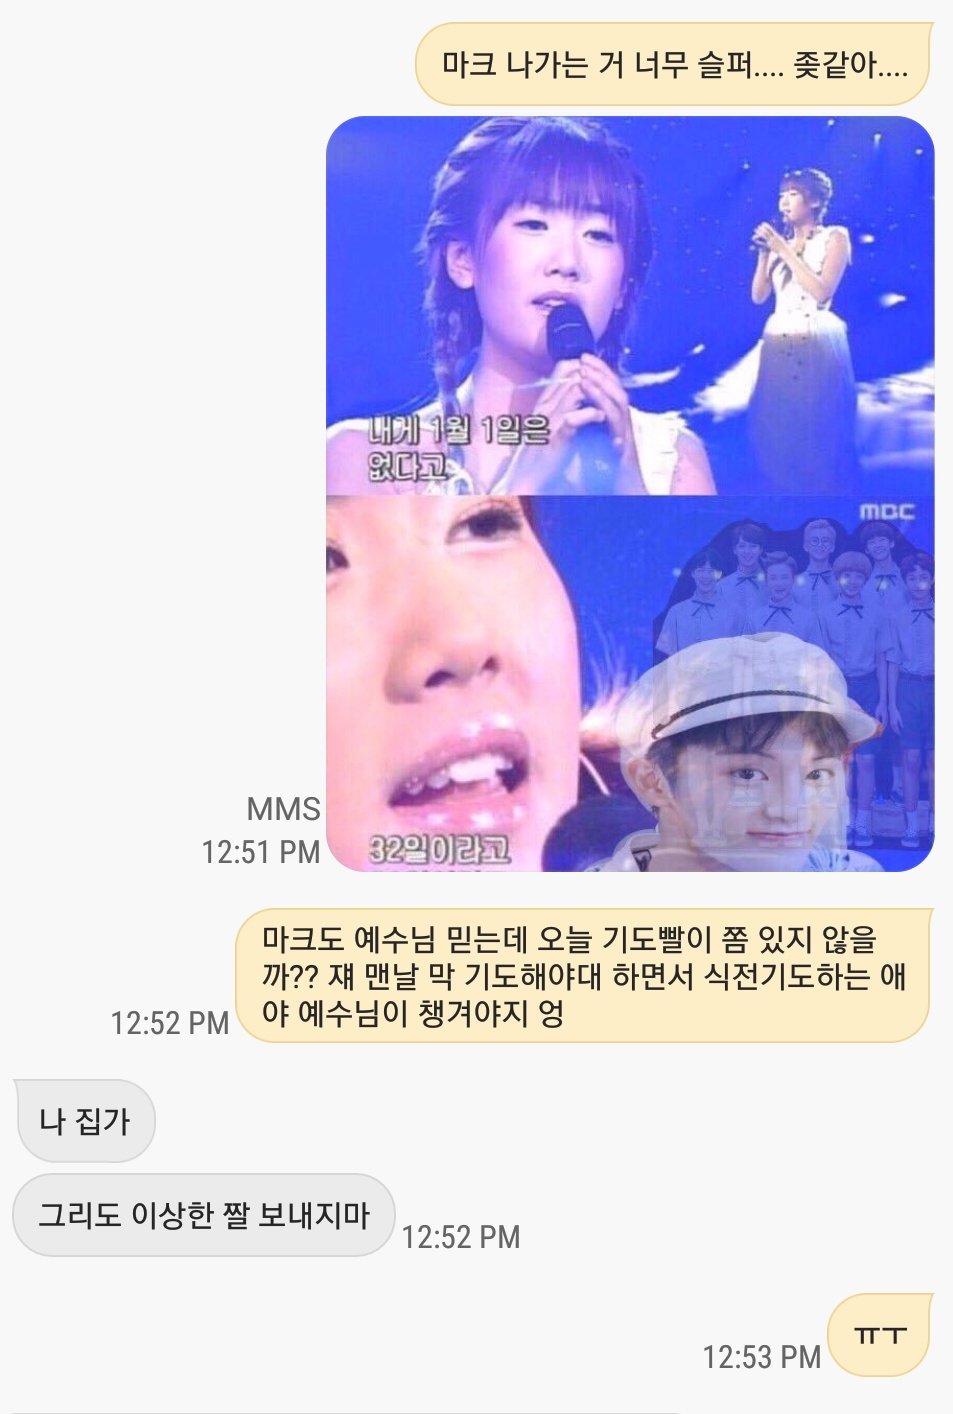 마크 나가는 거 너무 슬퍼.... 좆같아....
내게 1월 1일은
없다고
MBC
32일이라고
MMS
12:51 PM
마크도 예수님 믿는데 오늘 기도빨이 쫌 있지 않을
까?? 쟤 맨날 막 기도해야대 하면서 식전기도하는 애
야 예수님이 챙겨야지 엉
12:52 PM
나 집가
그리도 이상한 짤 보내지마
12:52 PM
ㅠㅜ
12:53 PM